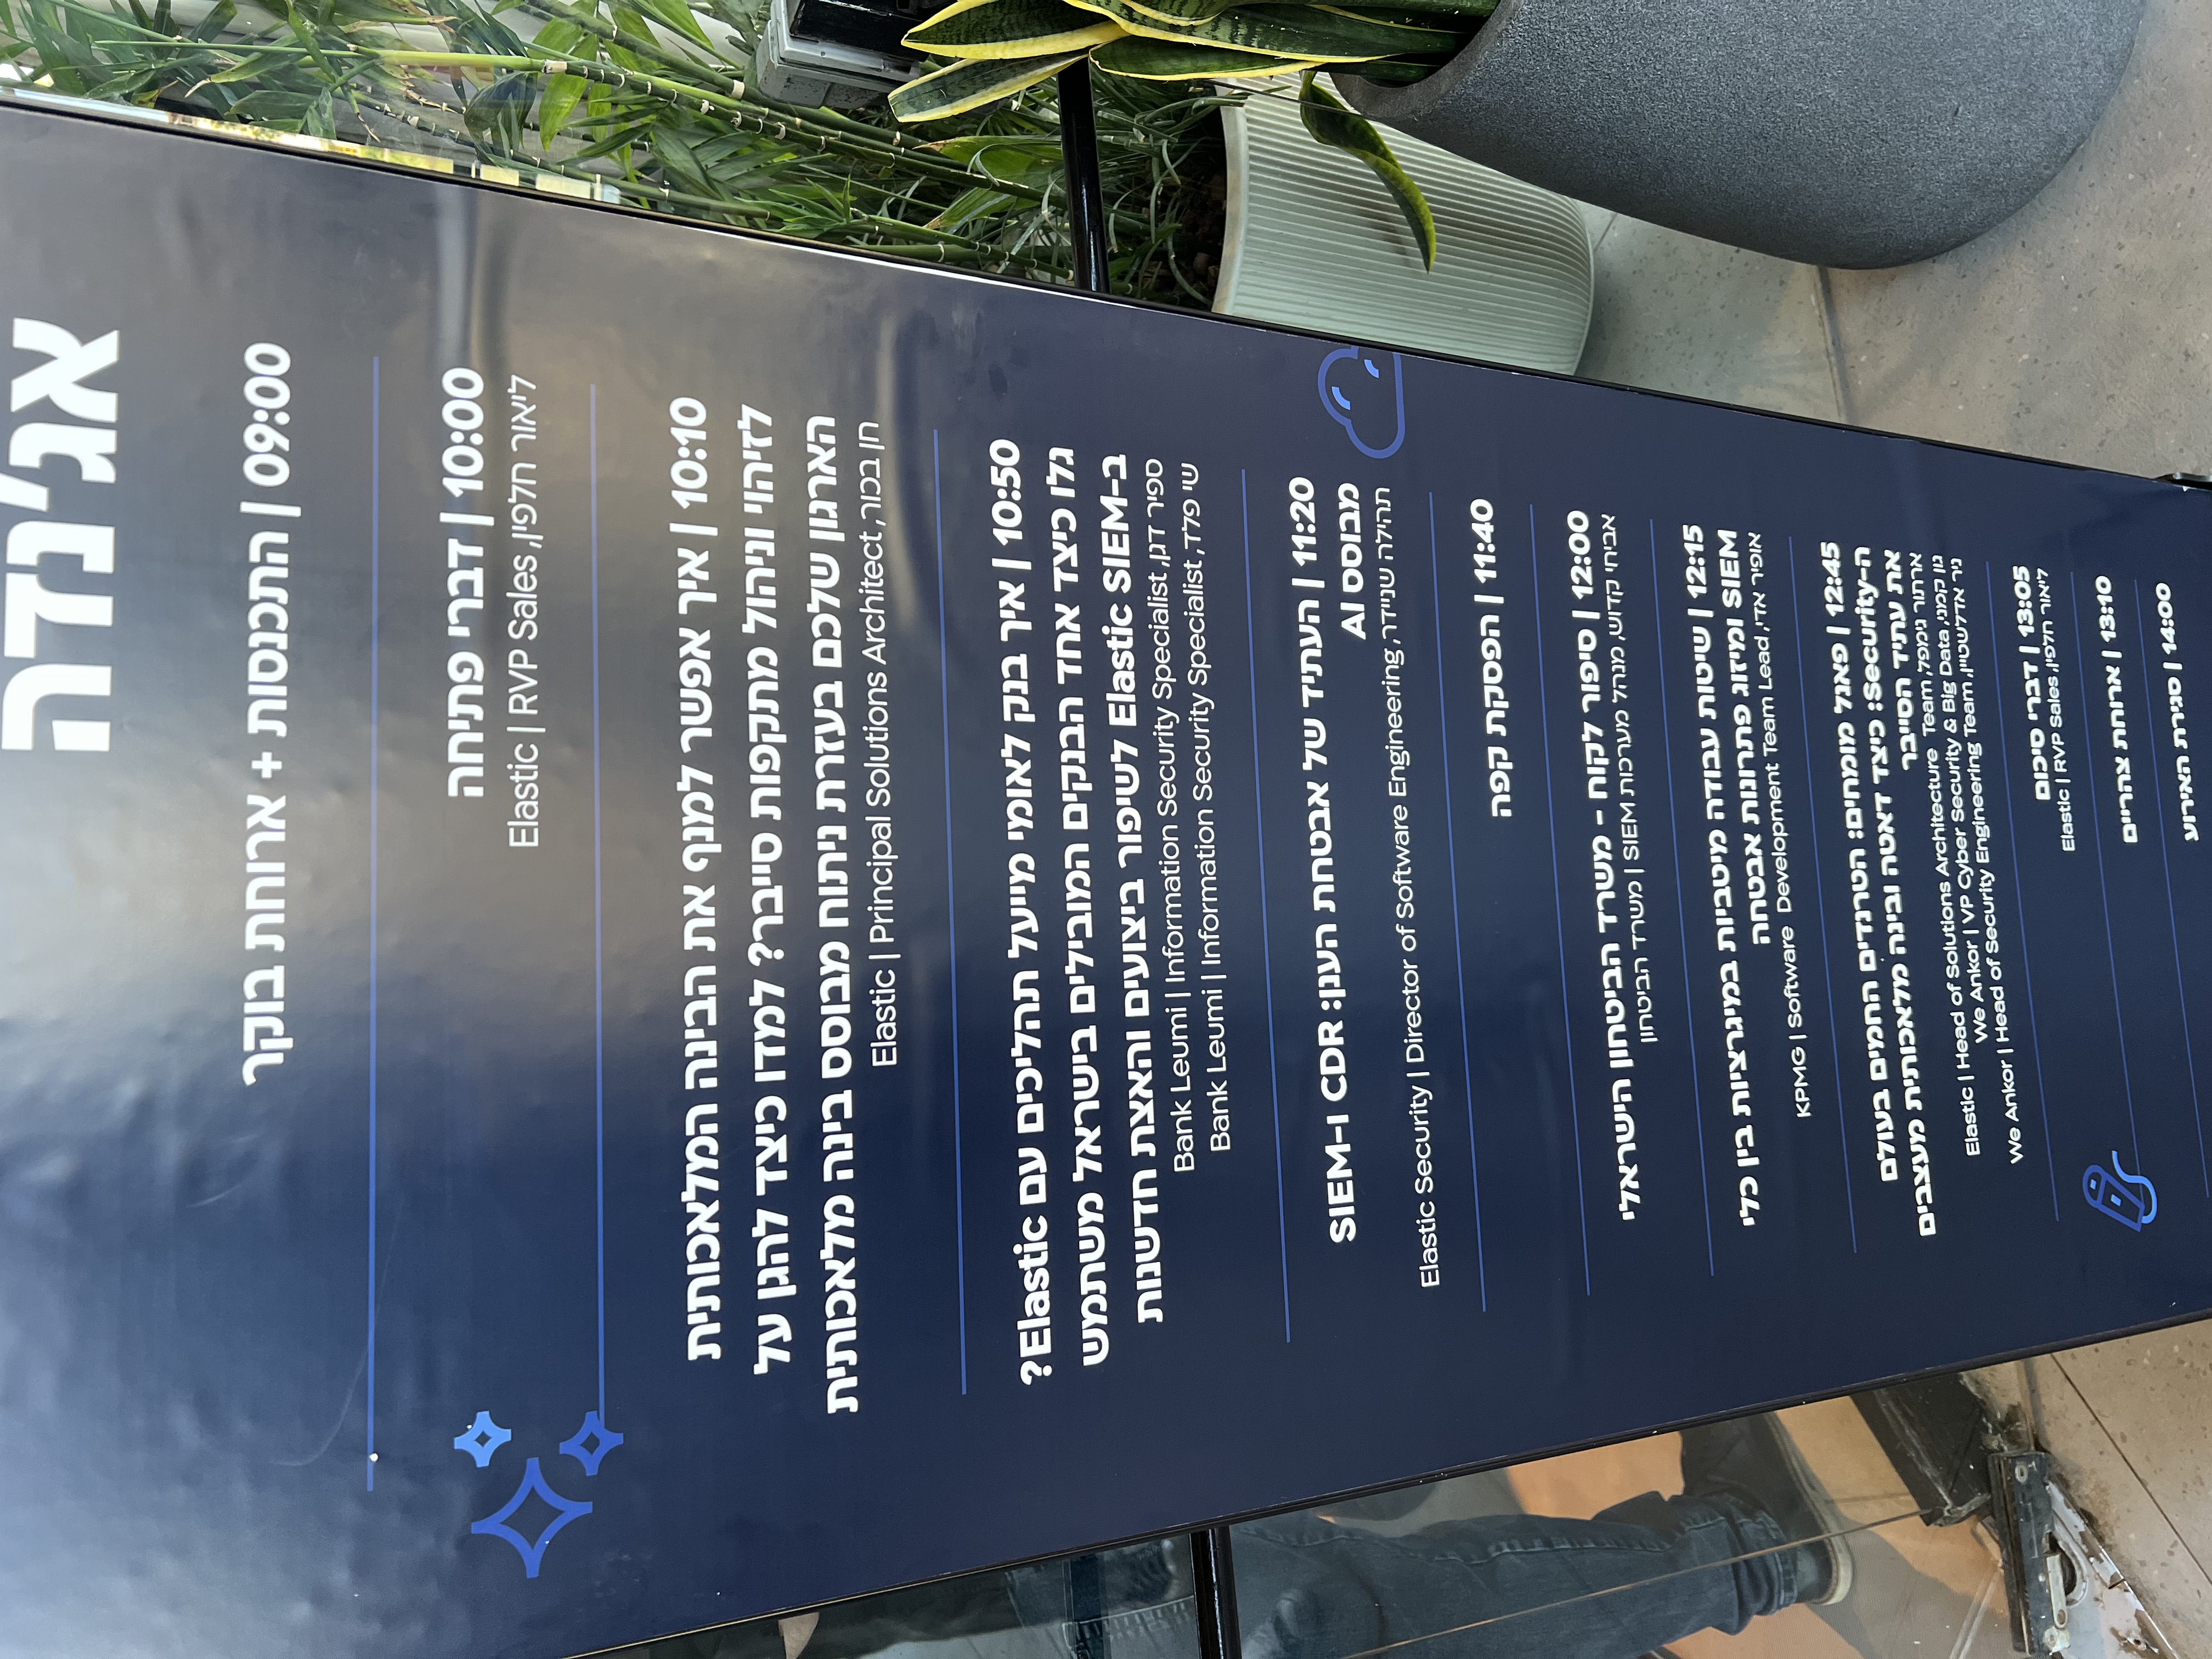 אג'נדה
09:00 | התכנסות + ארוחת בוקר
10:00 | דברי פתיחה
ליאור חלפין, Elastic | RVP Sales
10:10 | איך אפשר למנף את הבינה המלאכותית
לזיהוי וניהול מתקפות סייבר? למדו כיצד להגן על
הארגון שלכם בעזרת ניתוח מבוסס בינה מלאכותית
חן בכור, Elastic | Principal Solutions Architect
10:50 | איך בנק לאומי מייעל תהליכים עם Elastic?
גלו כיצד אחד הבנקים המובילים בישראל משתמש
ב-Elastic SIEM לשיפור ביצועים והאצת חדשנות
ספיר דגן, Bank Leumi | Information Security Specialist
שי פלד, Bank Leumi | Information Security Specialist
11:20 | העתיד של אבטחת הענן: CDR ו-SIEM
מבוסס AI
תהילה שניידר, Elastic Security | Director of Software Engineering
11:40 | הפסקת קפה
12:00 | סיפור לקוח - משרד הביטחון הישראלי
אביחי קדוש, מנהל מערכות SIEM | משרד הביטחון
12:15 | שיטות עבודה מיטביות במיגרציות בין כלי
SIEM ומיזוג פתרונות אבטחה
אופיר אדי, KPMG | Software Development Team Lead
12:45 | פאנל מומחים: הטרנדים החמים בעולם
ה-Security: כיצד דאטה ובינה מלאכותית מעצבים
את עתיד הסייבר
ארתור גימפל, Elastic | Head of Solutions Architecture Team
גון קמני, We Ankor | VP Cyber Security & Big Data
ניר אדלשטיין, We Ankor | Head of Security Engineering Team
13:05 | דברי סיכום
ליאור חלפין, Elastic | RVP Sales
13:10 | ארוחת צהריים
14:00 | סגירת האירוע